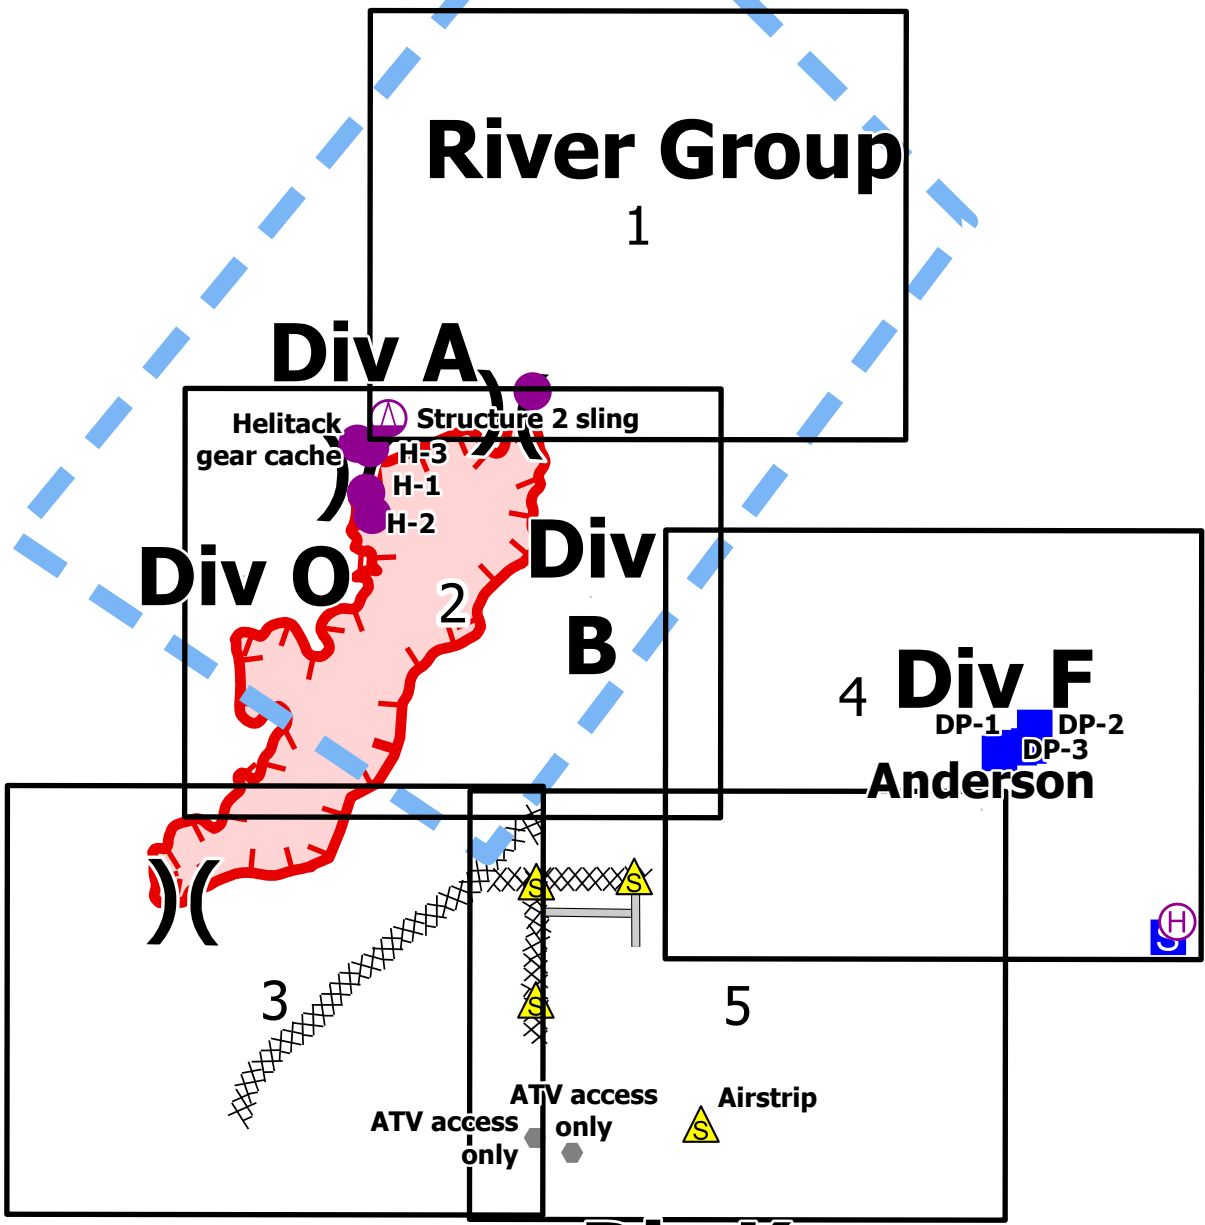 River Group
1
Div A
Helitack
gear cache
Structure 2 sling
H-3
H-1
H-2
Div O
2
Div
B
4
Div F
DP-1
DP-2
DP-3
Anderson
S
S
H
S
3
S
5
ATV access
only
ATV access
only
Airstrip
S